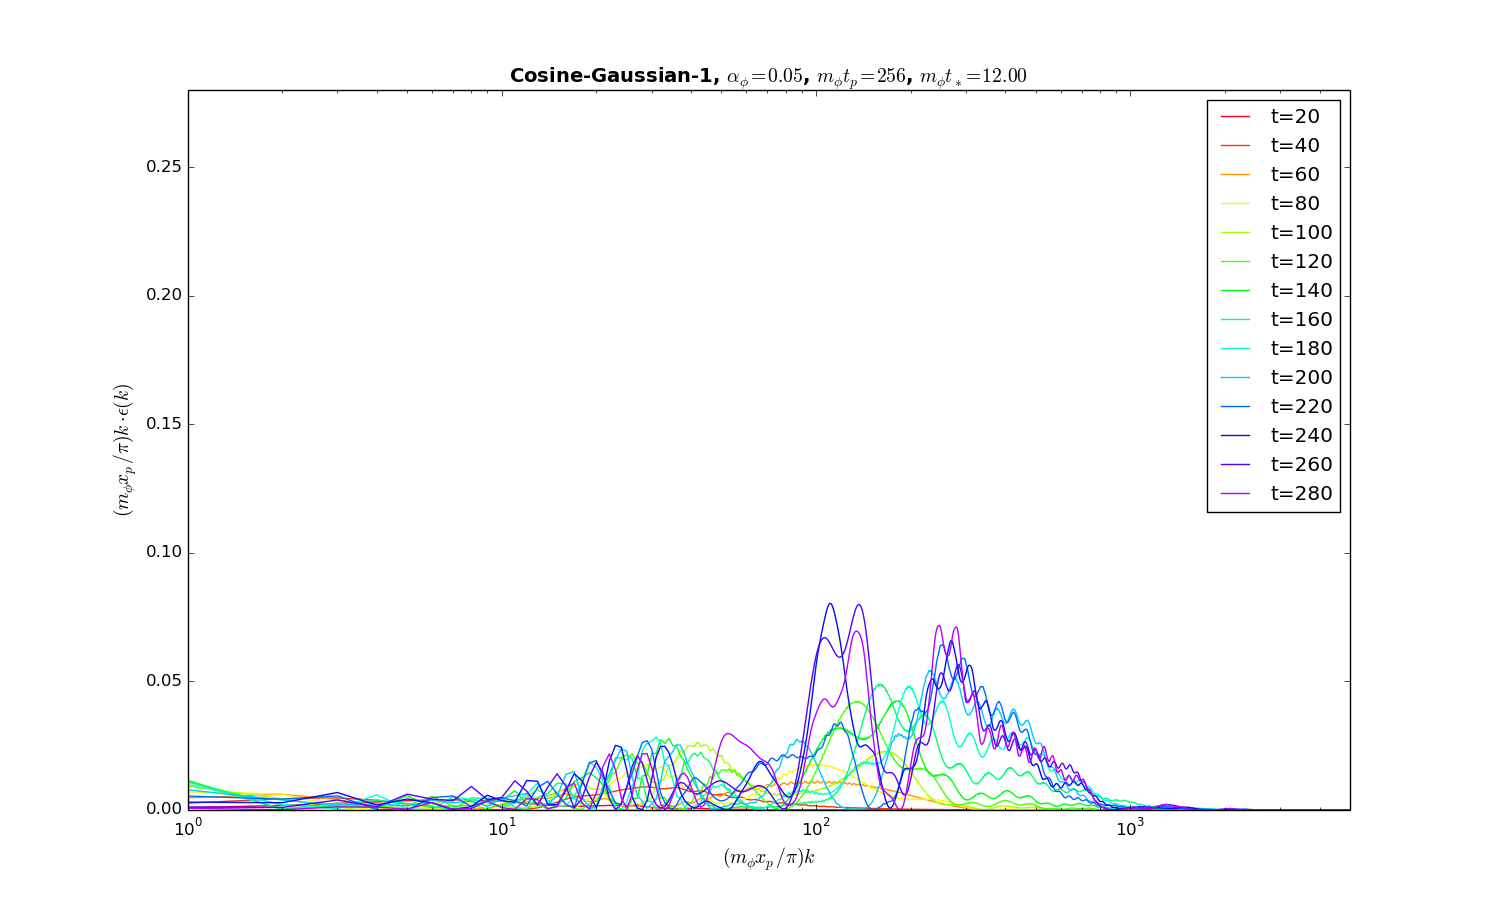 Cosine-Gaussian-1, αϕ=0.05, mϕtp=256, mϕt*=12.00
0.25
0.20
0.15
0.10
0.05
0.00
(mϕxp/π)k·ϵ(k)
10⁰
10¹
10²
10³
(mϕxp/π)k
t=20
t=40
t=60
t=80
t=100
t=120
t=140
t=160
t=180
t=200
t=220
t=240
t=260
t=280